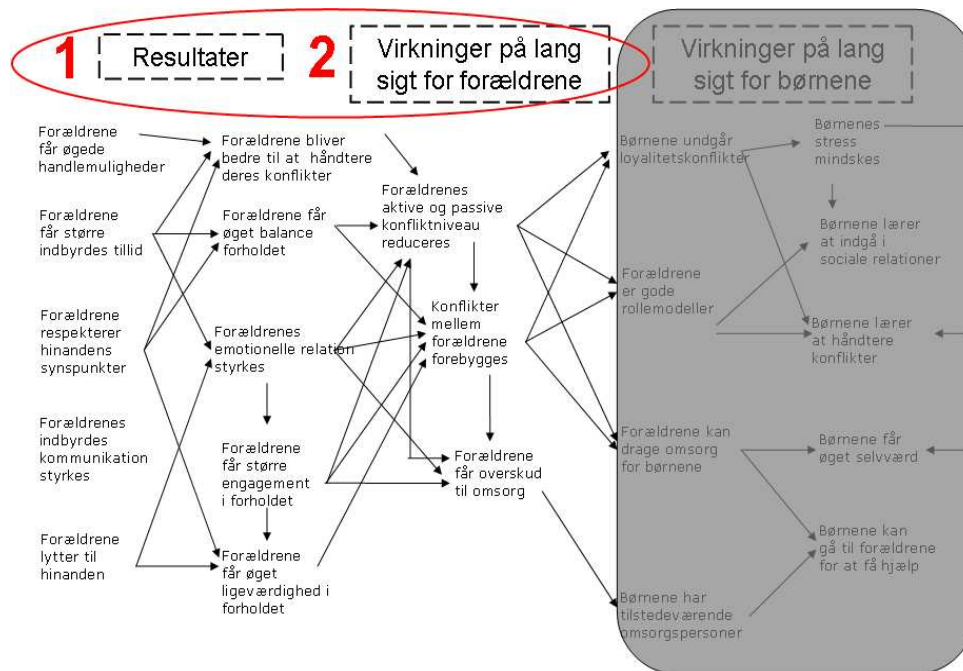 1
Resultater
2
Virkninger på lang
sigt for forældrene
Virkninger på lang
sigt for børnene
Forældrene
får øgede
handlemuligheder
Forældrene
får større
indbyrdes tillid
Forældrene
respekterer
hinandens
synspunkter
Forældrenes
indbyrdes
kommunikation
styrkes
Forældrene
lytter til
hinanden
Forældrene bliver
bedre til at håndtere
deres konflikter
Forældrene får
øget balance
forholdet
Forældrenes
emotionelle relation
styrkes
Forældrene
får større
engagement
i forholdet
Forældrene
får øget
ligeværdighed i
forholdet
Forældrenes
aktive og passive
konfliktniveau
reduceres
Konflikter
mellem
forældrene
forebygges
Forældrene
får overskud
til omsorg
Børnene undgår
loyalitetskonflikter
Forældrene
er gode
rollemodeller
Forældrene kan
drage omsorg
for børnene
Børnene har
tilstedeværende
omsorgspersoner
Børnenes
stress
mindskes
Børnene lærer
at indgå i
sociale relationer
Børnene lærer
at håndtere
konflikter
Børnene får
øget selvværd
Børnene kan
gå til forældrene
for at få hjælp